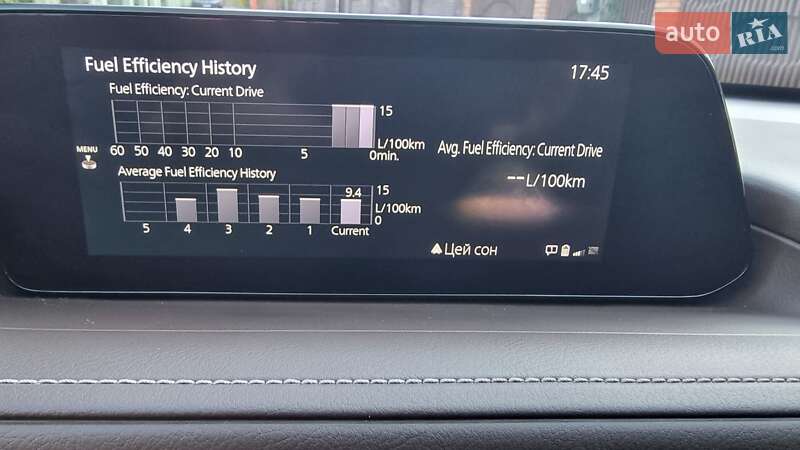 auto RIA
Fuel Efficiency History 17:45
Fuel Efficiency: Current Drive
15
L/100km
60 50 40 30 20 10 5 0min.
MENU
Avg. Fuel Efficiency: Current Drive
--L/100km
Average Fuel Efficiency History
9.4 15
L/100km
0
5 4 3 2 1 Current
Цей сон